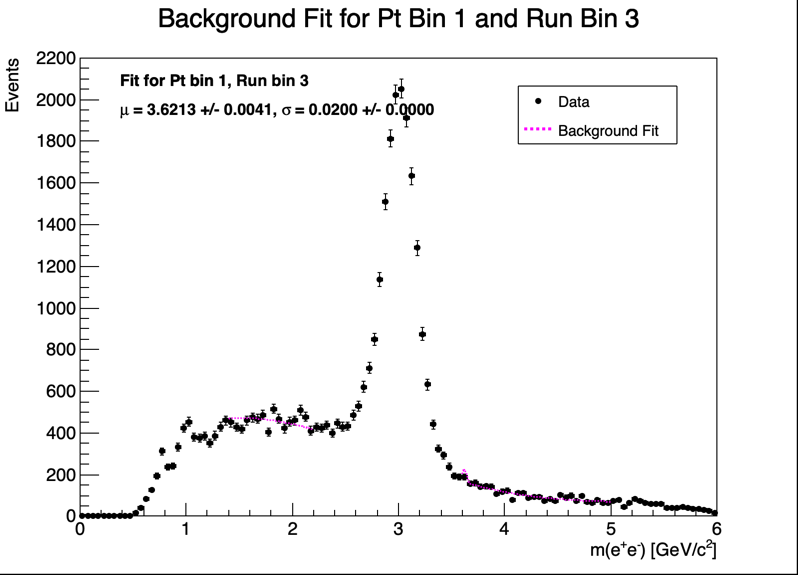 Background Fit for Pt Bin 1 and Run Bin 3
Events
2200
2000
1800
1600
1400
1200
1000
800
600
400
200
0
Fit for Pt bin 1, Run bin 3
μ = 3.6213 +/- 0.0041, σ = 0.0200 +/- 0.0000
Data
Background Fit
0 1 2 3 4 5 6
m(e⁺e⁻) [GeV/c²]